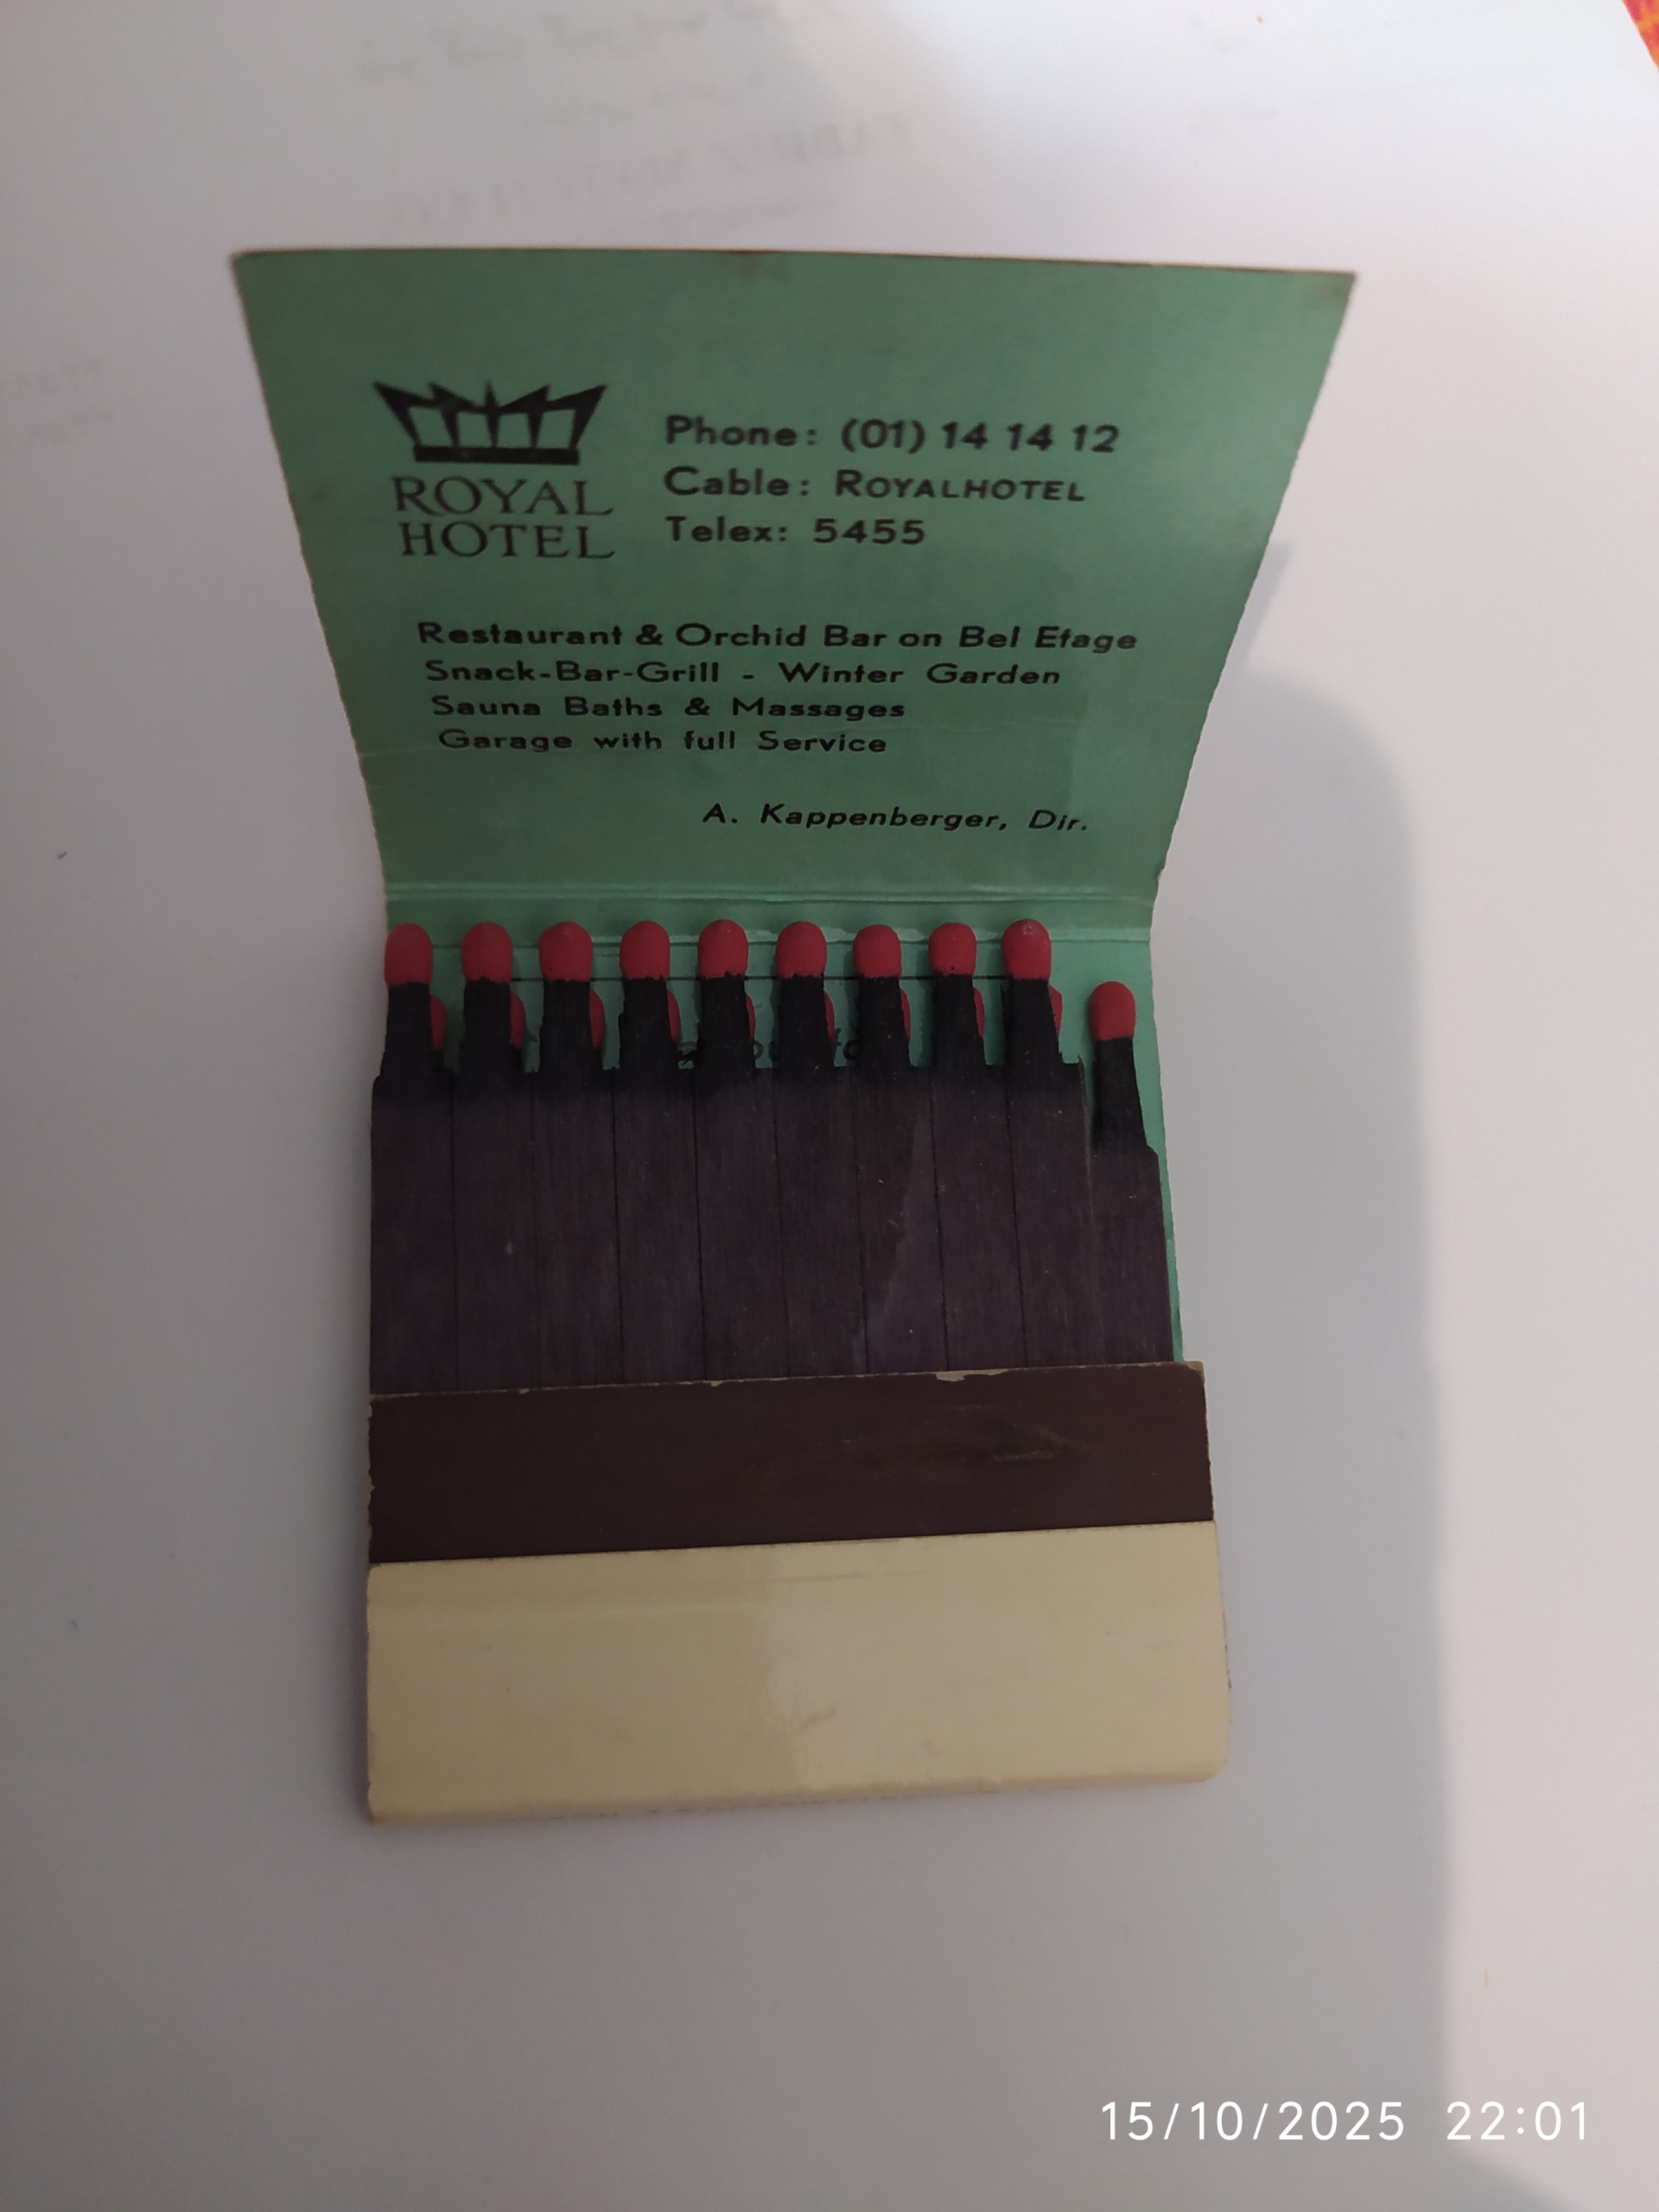 ROYAL
HOTEL
Phone: (01) 14 14 12
Cable: ROYALHOTEL
Telex: 5455
Restaurant & Orchid Bar on Bel Etage
Snack-Bar-Grill - Winter Garden
Sauna Baths & Massages
Garage with full Service
A. Kappenberger, Dir.
15/10/2025 22:01